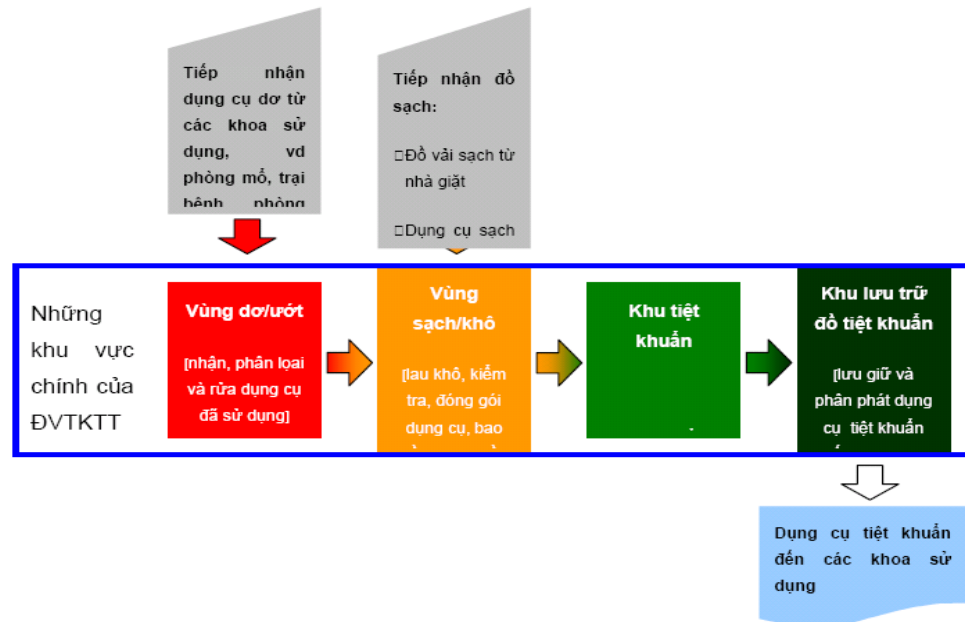 Tiếp nhận
dụng cụ dơ từ
các khoa sử
dụng, vd
phòng mổ, trại
bệnh phòng
Tiếp nhận đồ
sạch:
□Đồ vải sạch từ
nhà giặt
□Dụng cụ sạch
Những
khu vực
chính của
ĐVTKTT
Vùng dơ/ướt
[nhận, phân lọai
và rửa dụng cụ
đã sử dụng]
Vùng
sạch/khô
[lau khô, kiểm
tra, đóng gói
dụng cụ, bao
Khu tiệt
khuẩn
Khu lưu trữ
đồ tiệt khuẩn
[lưu giữ và
phân phát dụng
cụ tiệt khuẩn
Dụng cụ tiệt khuẩn
đến các khoa sử
dụng